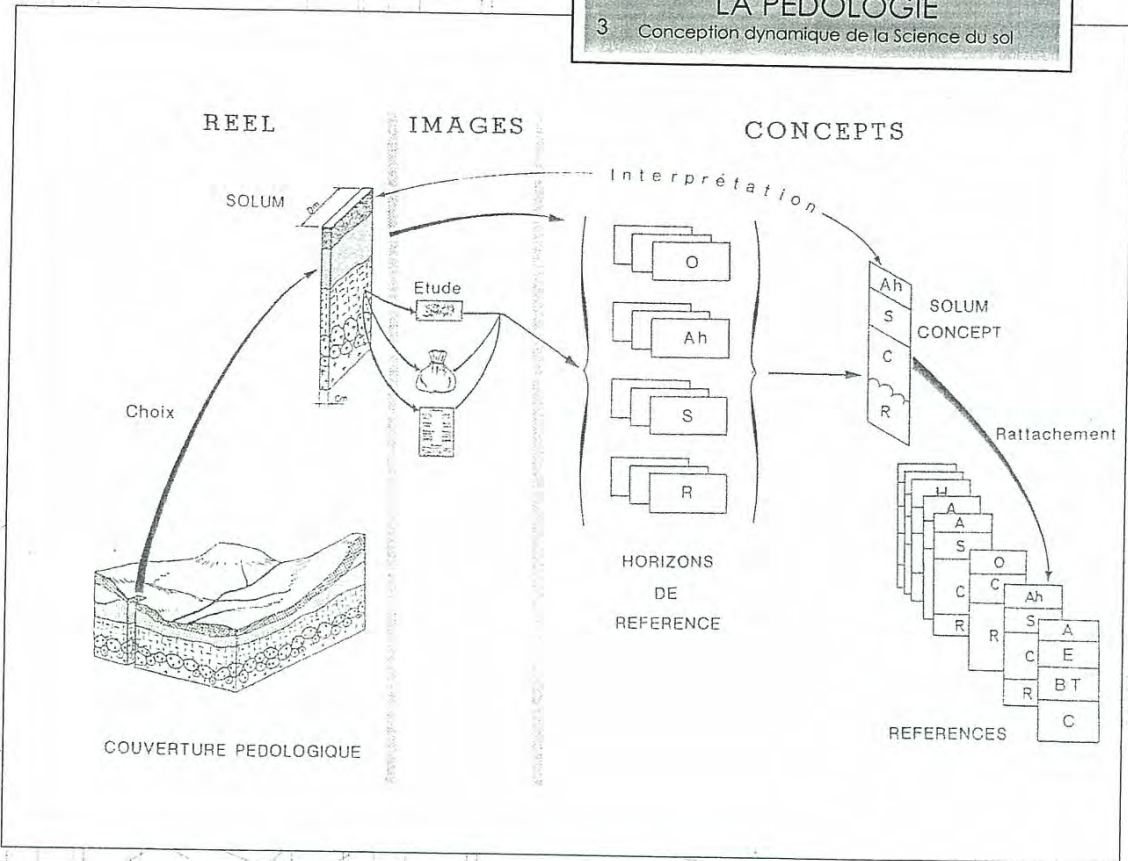 LA PEDOLOGIE
3 Conception dynamique de la Science du sol
REEL
IMAGES
CONCEPTS
Interprétation
SOLUM
Etude
Choix
COUVERTURE PEDOLOGIQUE
O
Ah
S
R
HORIZONS
DE
REFERENCE
Ah
S
C
R
SOLUM
CONCEPT
Rattachement
H
A
A
S
C
R
O
C
R
Ah
S
C
R
A
E
BT
C
REFERENCES